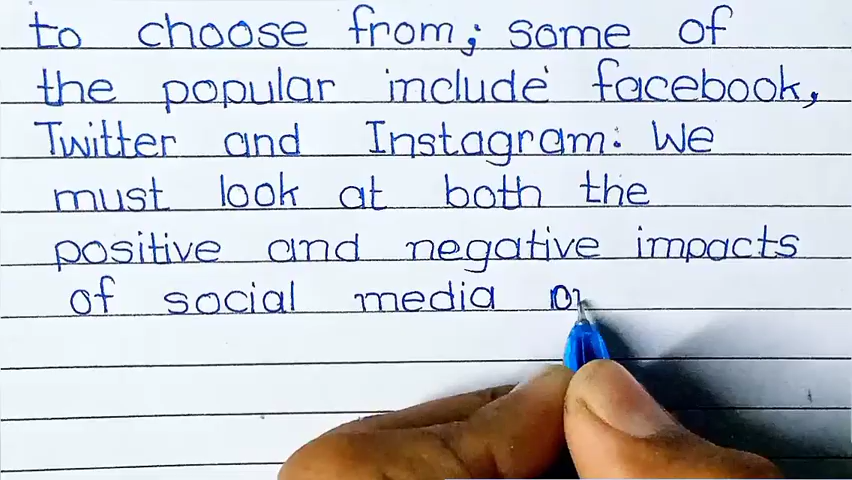 to choose from; some of
the popular include facebook,
Twitter and Instagram. We
must look at both the
positive and negative impacts
of social media